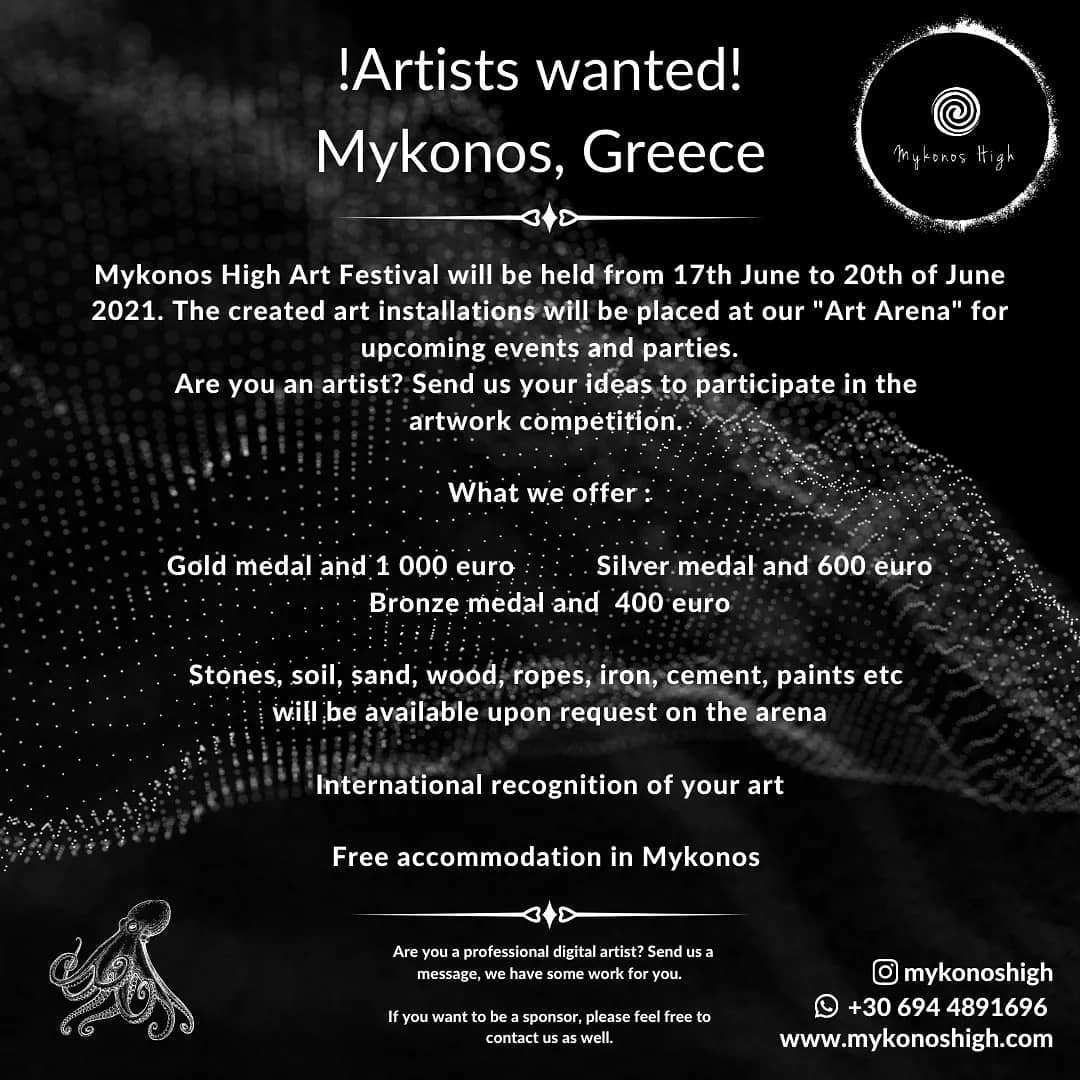 !Artists wanted!
Mykonos, Greece
Mykonos High
Mykonos High Art Festival will be held from 17th June to 20th of June
2021. The created art installations will be placed at our "Art Arena" for
upcoming events and parties.
Are you an artist? Send us your ideas to participate in the
artwork competition.
What we offer :
Gold medal and 1 000 euro Silver medal and 600 euro
Bronze medal and 400 euro
Stones, soil, sand, wood, ropes, iron, cement, paints etc
will be available upon request on the arena
International recognition of your art
Free accommodation in Mykonos
Are you a professional digital artist? Send us a
message, we have some work for you.
If you want to be a sponsor, please feel free to
contact us as well.
mykonoshigh
+30 694 4891696
www.mykonoshigh.com